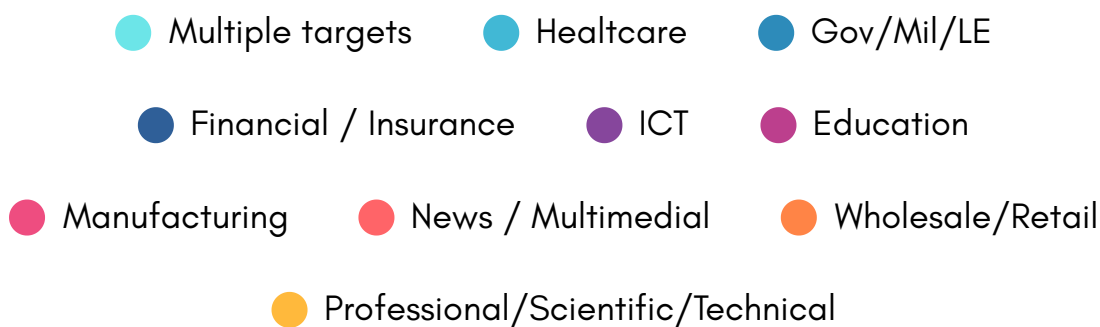 Multiple targets Healtcare Gov/Mil/LE
Financial / Insurance ICT Education
Manufacturing News / Multimedial Wholesale/Retail
Professional/Scientific/Technical